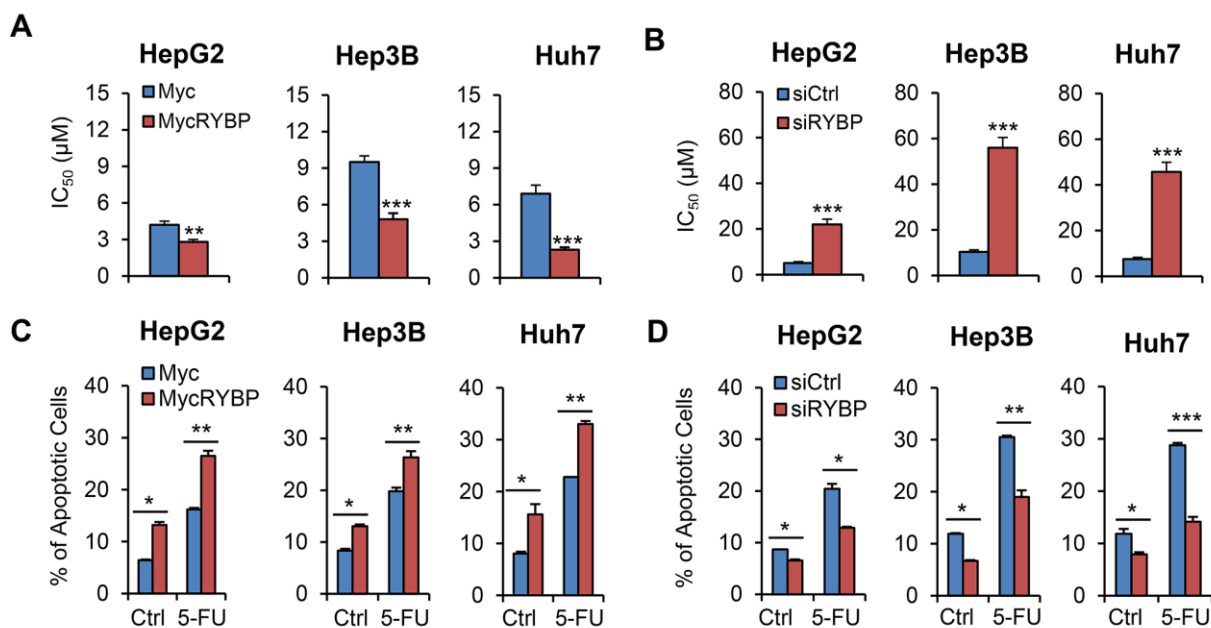 A
HepG2
Hep3B
Huh7
Myc
MycRYBP
IC₅₀ (µM)
15
12
9
6
3
0
**
15
12
9
6
3
0
***
15
12
9
6
3
0
***
B
HepG2
Hep3B
Huh7
siCtrl
siRYBP
IC₅₀ (µM)
80
60
40
20
0
***
80
60
40
20
0
***
80
60
40
20
0
***
C
HepG2
Hep3B
Huh7
Myc
MycRYBP
% of Apoptotic Cells
40
30
20
10
0
*
**
Ctrl 5-FU
40
30
20
10
0
*
**
Ctrl 5-FU
40
30
20
10
0
*
**
Ctrl 5-FU
D
HepG2
Hep3B
Huh7
siCtrl
siRYBP
% of Apoptotic Cells
40
30
20
10
0
*
*
Ctrl 5-FU
40
30
20
10
0
*
**
Ctrl 5-FU
40
30
20
10
0
*
***
Ctrl 5-FU